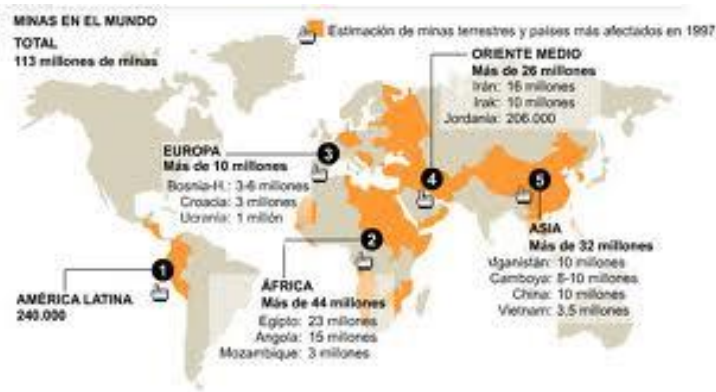 MINAS EN EL MUNDO
TOTAL
113 millones de minas
Estimación de minas terrestres y países más afectados en 1997
ORIENTE MEDIO
Más de 26 millones
Irán: 16 millones
Irak: 10 millones
Jordania: 206.000
EUROPA
Más de 10 millones
Bosnia-H.: 3-6 millones
Croacia: 3 millones
Ucrania: 1 millón
3
4
5
2
1
ASIA
Más de 32 millones
Afganistán: 10 millones
Camboya: 8-10 millones
China: 10 millones
Vietnam: 3,5 millones
ÁFRICA
Más de 44 millones
Egipto: 23 millones
Angola: 15 millones
Mozambique: 3 millones
AMÉRICA LATINA
240.000